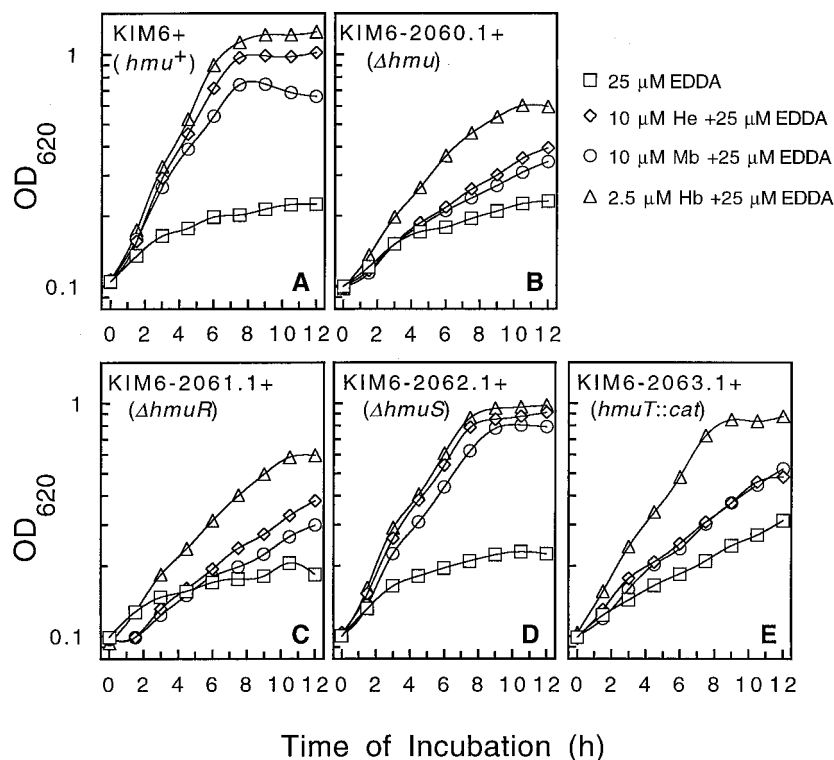 KIM6+
(hmu⁺)
1
0.1
OD620
A
0 2 4 6 8 10 12
KIM6-2060.1+
(Δhmu)
B
0 2 4 6 8 10 12
25 μM EDDA
10 μM He +25 μM EDDA
10 μM Mb +25 μM EDDA
2.5 μM Hb +25 μM EDDA
KIM6-2061.1+
(ΔhmuR)
1
0.1
OD620
C
0 2 4 6 8 10 12
KIM6-2062.1+
(ΔhmuS)
D
0 2 4 6 8 10 12
KIM6-2063.1+
(hmuT::cat)
E
0 2 4 6 8 10 12
Time of Incubation (h)